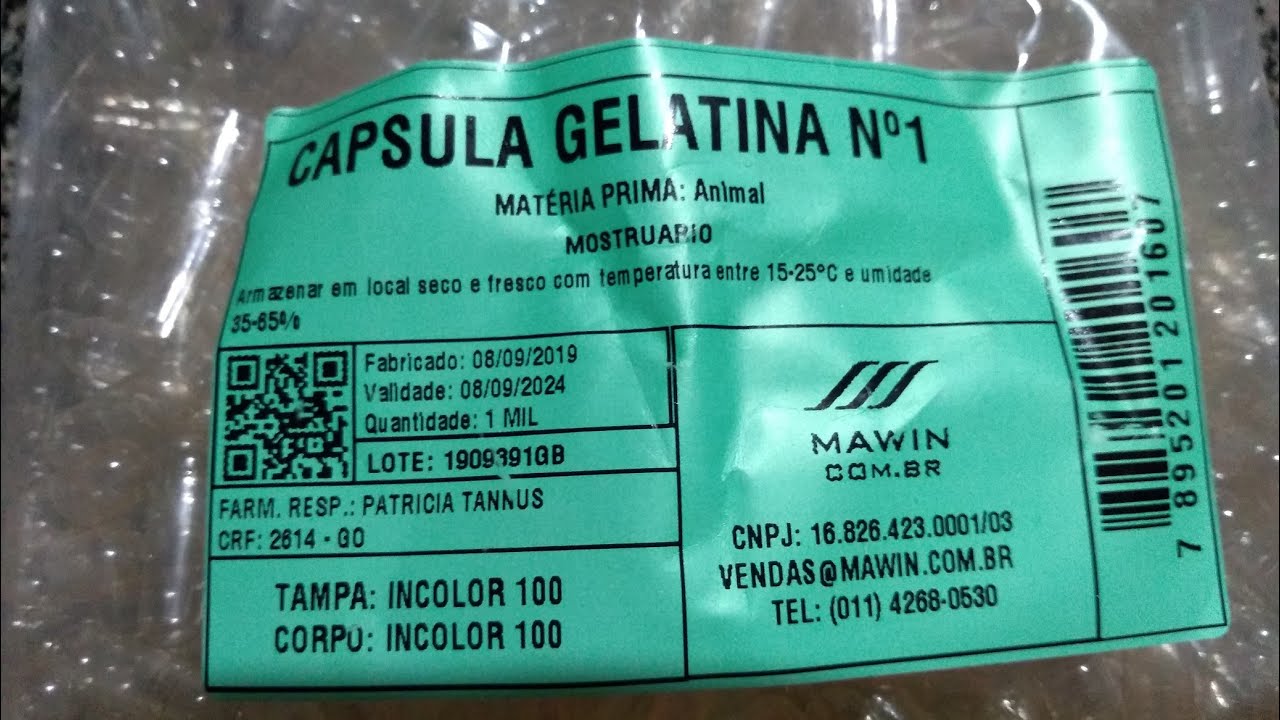 CAPSULA GELATINA Nº1
MATÉRIA PRIMA: Animal
MOSTRUARIO
Armazenar em local seco e fresco com temperatura entre 15-25ºC e umidade
35-65%
Fabricado: 08/09/2019
Validade: 08/09/2024
Quantidade: 1 MIL
LOTE: 1909391GB
FARM. RESP.: PATRICIA TANNUS
CRF: 2614 - GO
TAMPA: INCOLOR 100
CORPO: INCOLOR 100
MAWIN
COM.BR
CNPJ: 16.826.423.0001/03
VENDAS@MAWIN.COM.BR
TEL: (011) 4268-0530
7 895201 201607